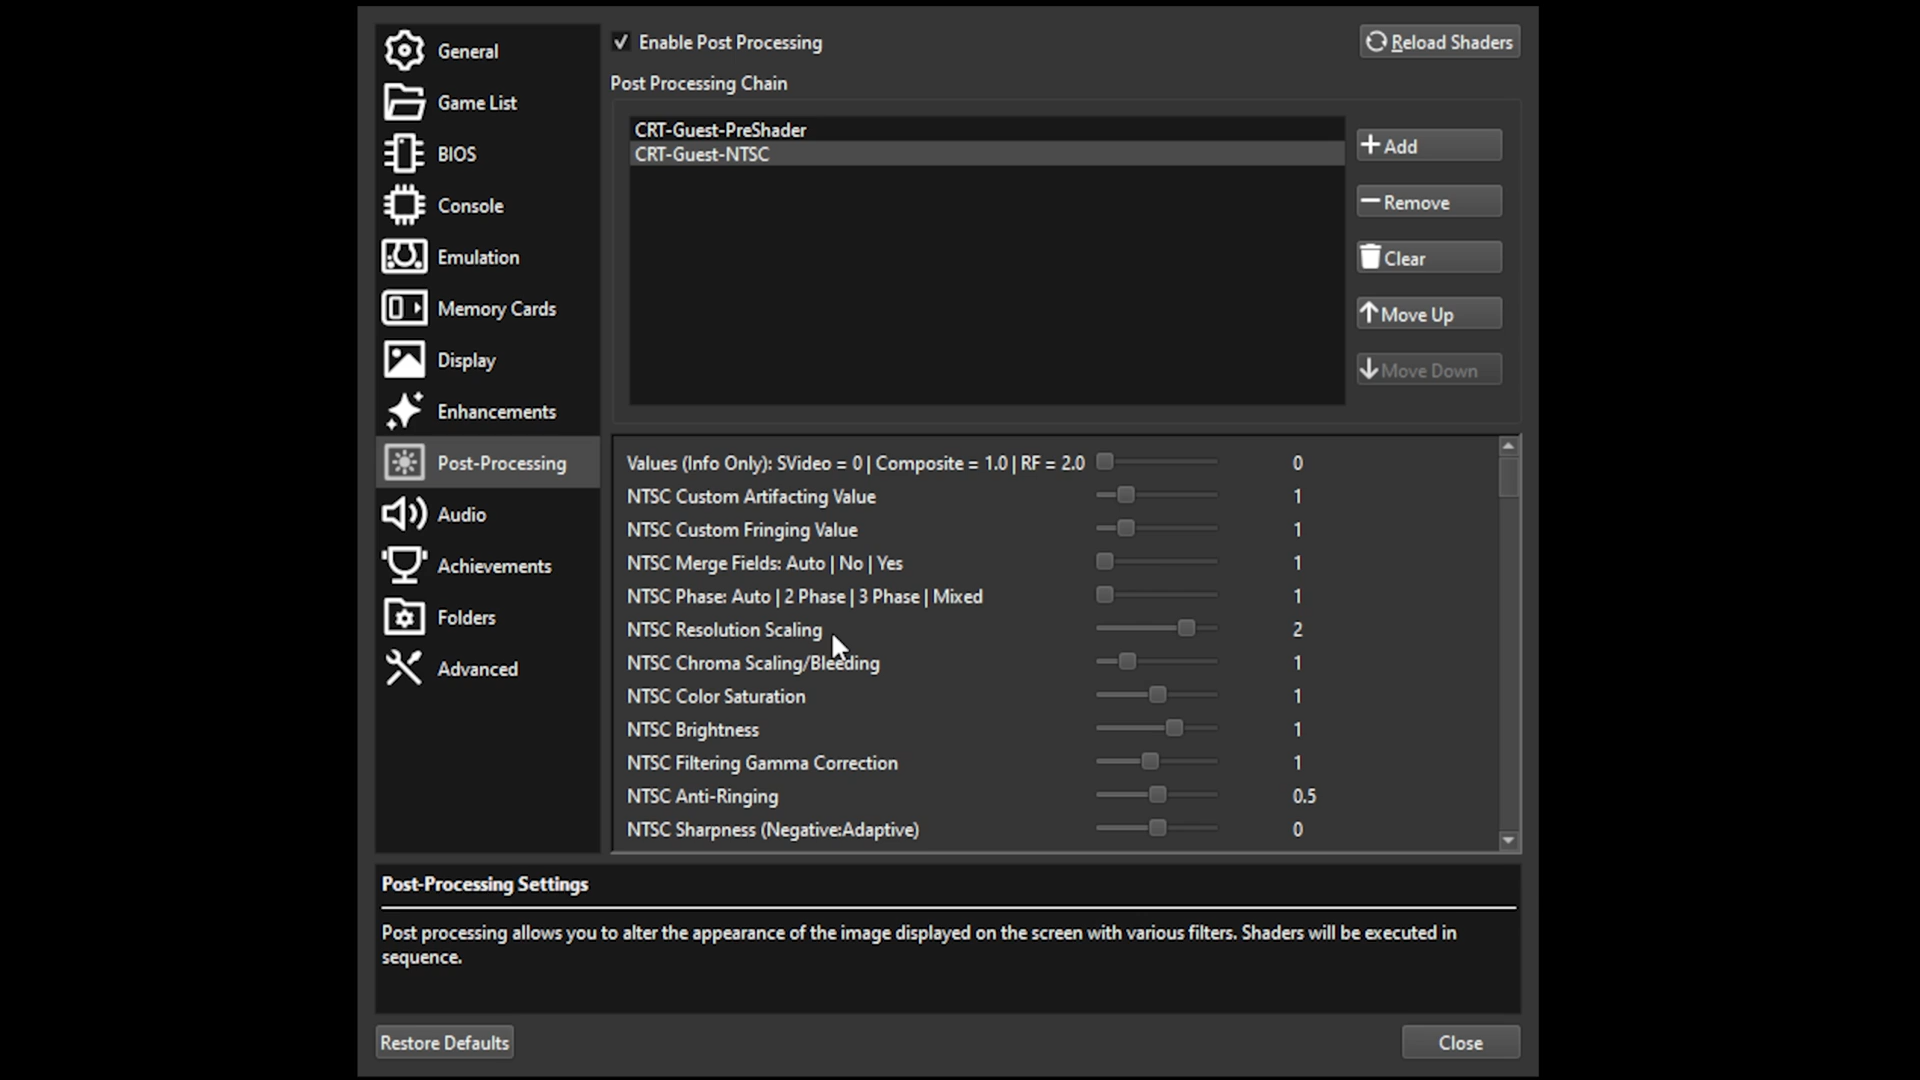 General
Game List
BIOS
Console
Emulation
Memory Cards
Display
Enhancements
Post-Processing
Audio
Achievements
Folders
Advanced
Enable Post Processing
Reload Shaders
Post Processing Chain
CRT-Guest-PreShader
CRT-Guest-NTSC
Add
Remove
Clear
Move Up
Move Down
Values (Info Only): SVideo = 0 | Composite = 1.0 | RF = 2.0 0
NTSC Custom Artifacting Value 1
NTSC Custom Fringing Value 1
NTSC Merge Fields: Auto | No | Yes 1
NTSC Phase: Auto | 2 Phase | 3 Phase | Mixed 1
NTSC Resolution Scaling 2
NTSC Chroma Scaling/Bleeding 1
NTSC Color Saturation 1
NTSC Brightness 1
NTSC Filtering Gamma Correction 1
NTSC Anti-Ringing 0.5
NTSC Sharpness (Negative:Adaptive) 0
Post-Processing Settings
Post processing allows you to alter the appearance of the image displayed on the screen with various filters. Shaders will be executed in
sequence.
Restore Defaults
Close